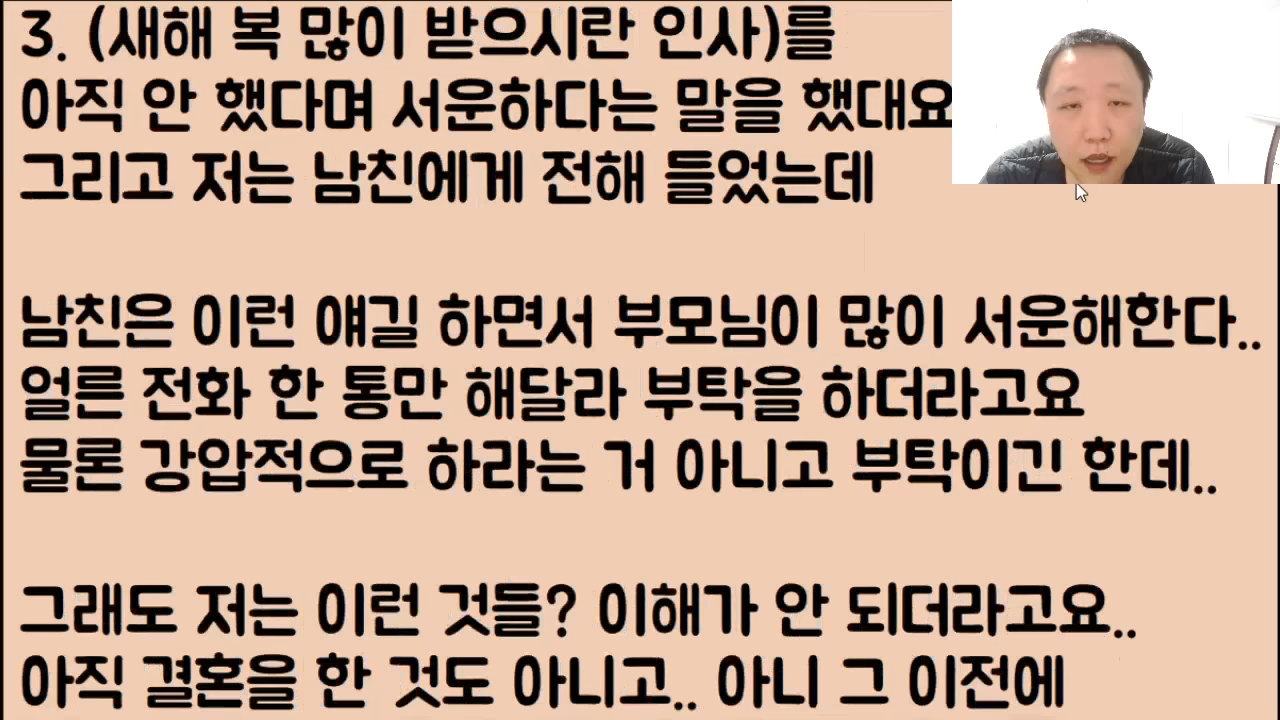 3. (새해 복 많이 받으시란 인사)를
아직 안 했다며 서운하다는 말을 했대요
그리고 저는 남친에게 전해 들었는데
남친은 이런 얘길 하면서 부모님이 많이 서운해한다..
얼른 전화 한 통만 해달라 부탁을 하더라고요
물론 강압적으로 하라는 거 아니고 부탁이긴 한데..
그래도 저는 이런 것들? 이해가 안 되더라고요..
아직 결혼을 한 것도 아니고.. 아니 그 이전에